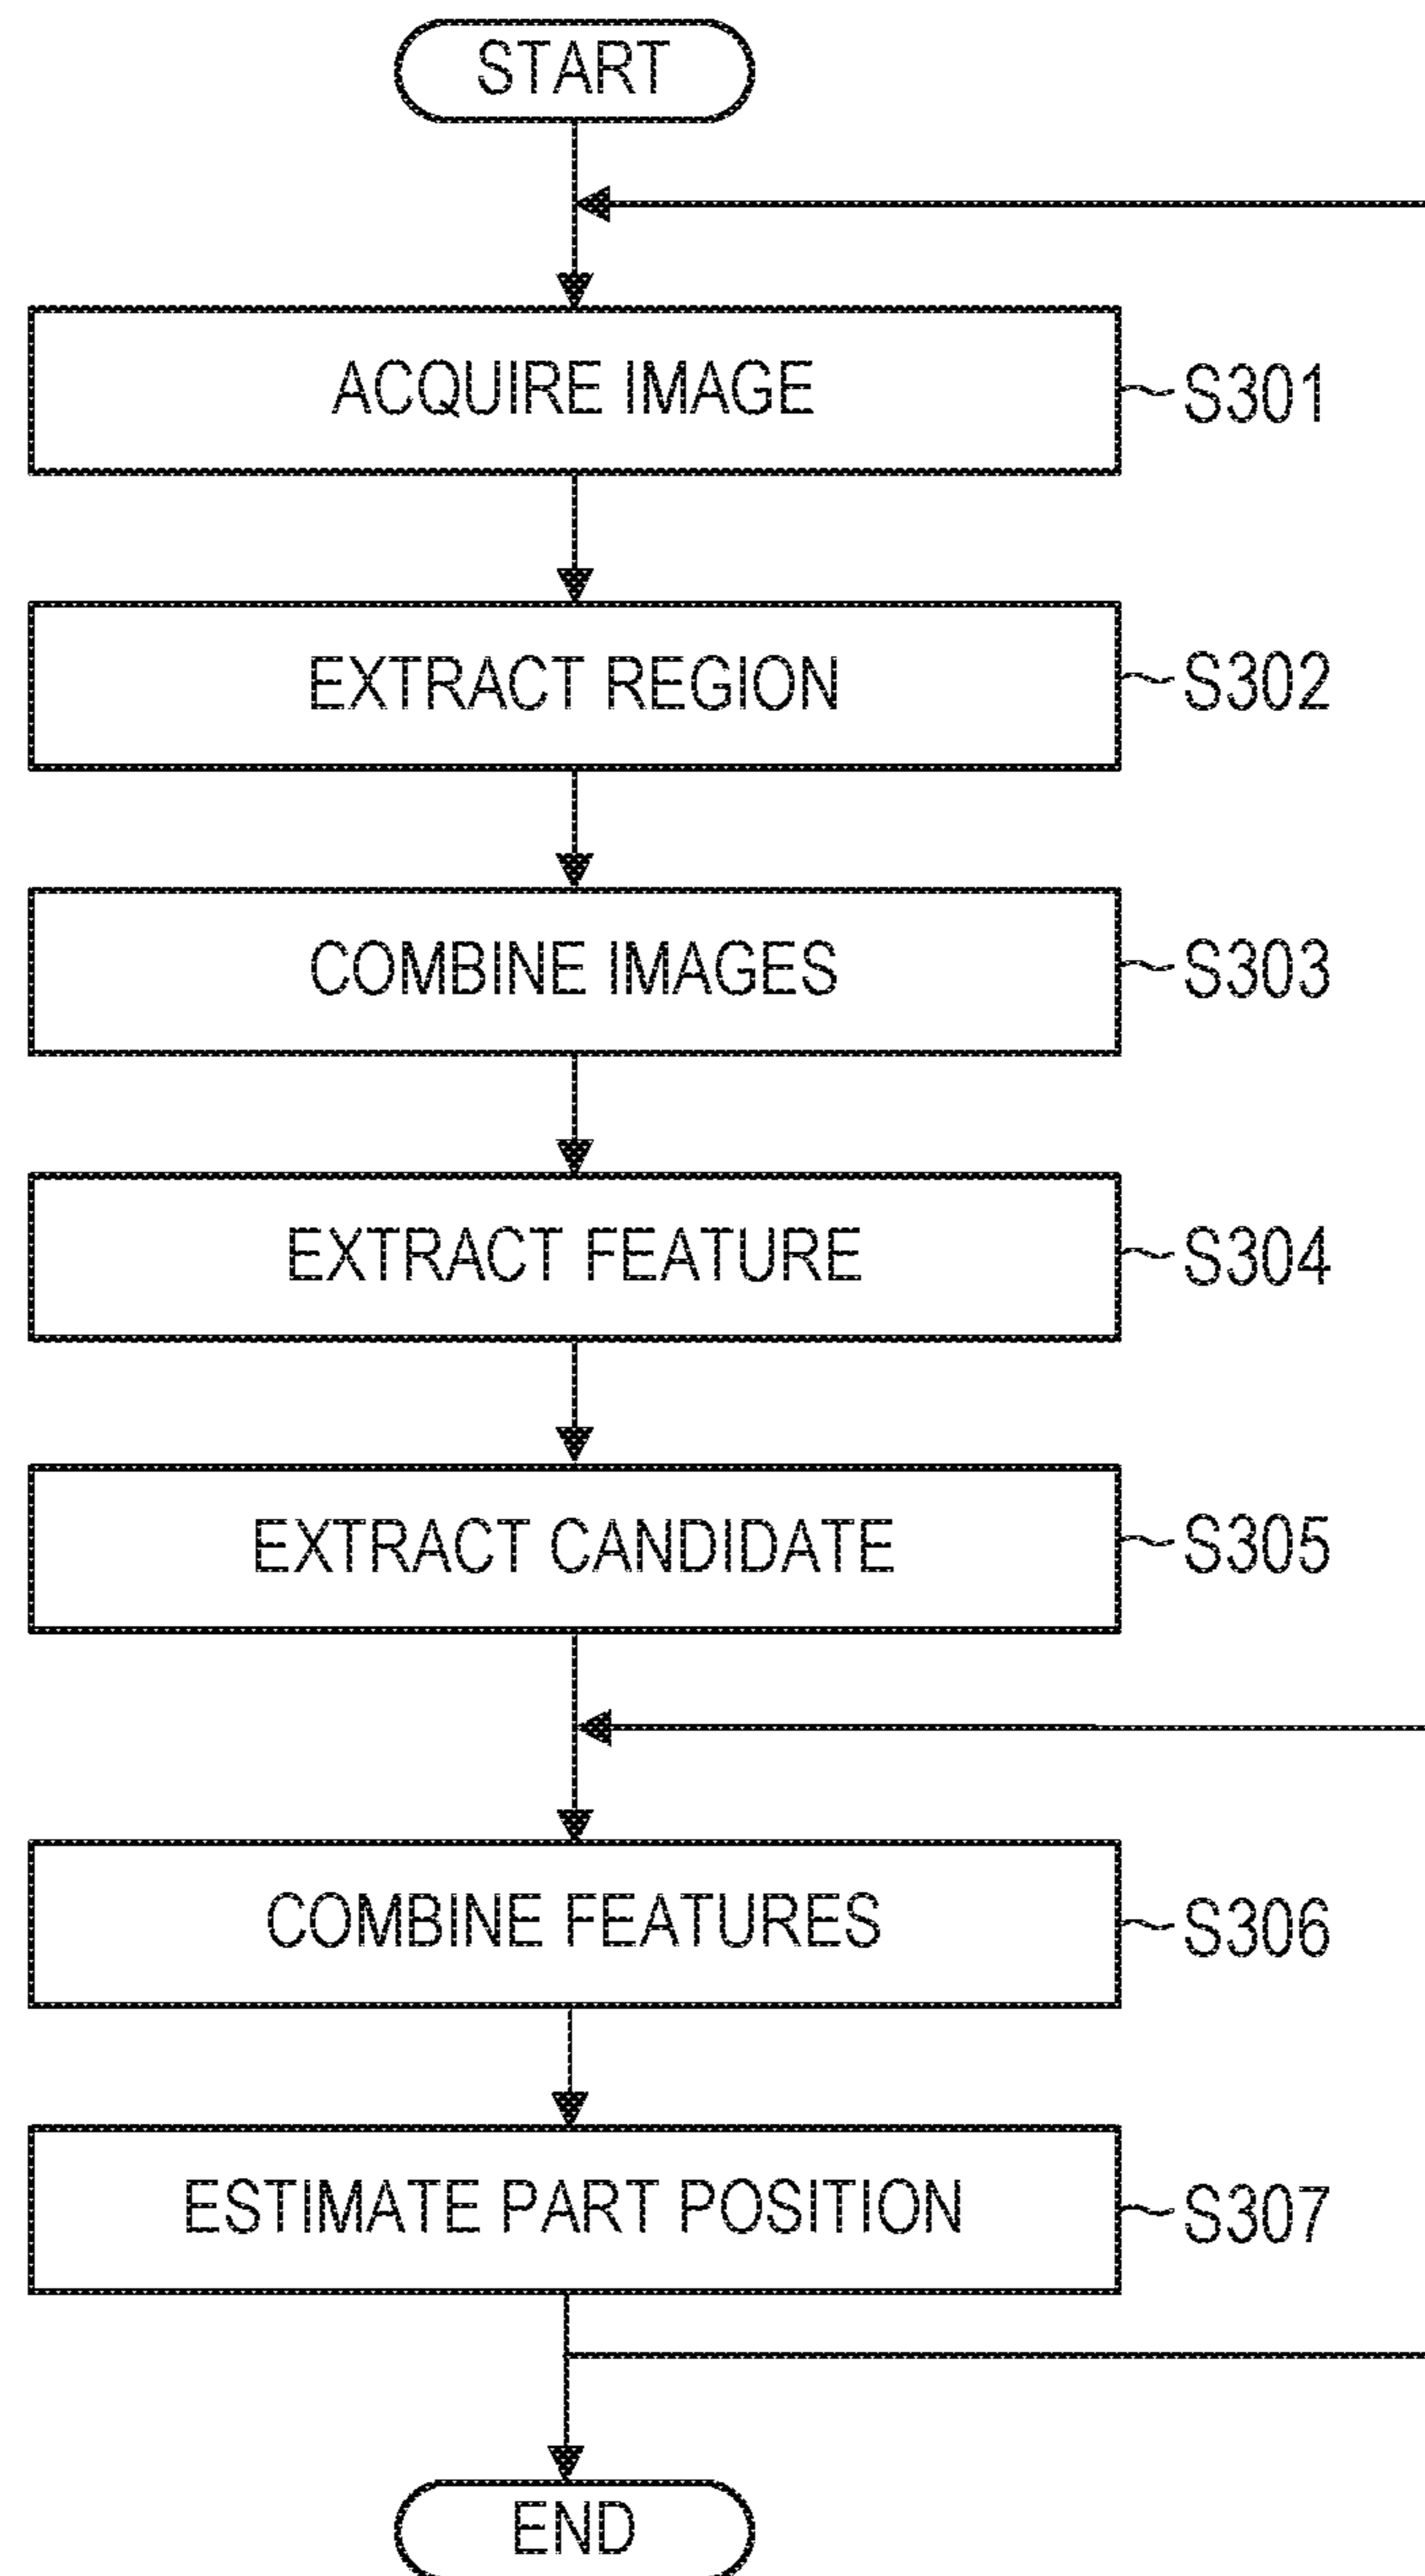 START
ACQUIRE IMAGE
S301
EXTRACT REGION
S302
COMBINE IMAGES
S303
EXTRACT FEATURE
S304
EXTRACT CANDIDATE
S305
COMBINE FEATURES
S306
ESTIMATE PART POSITION
S307
END